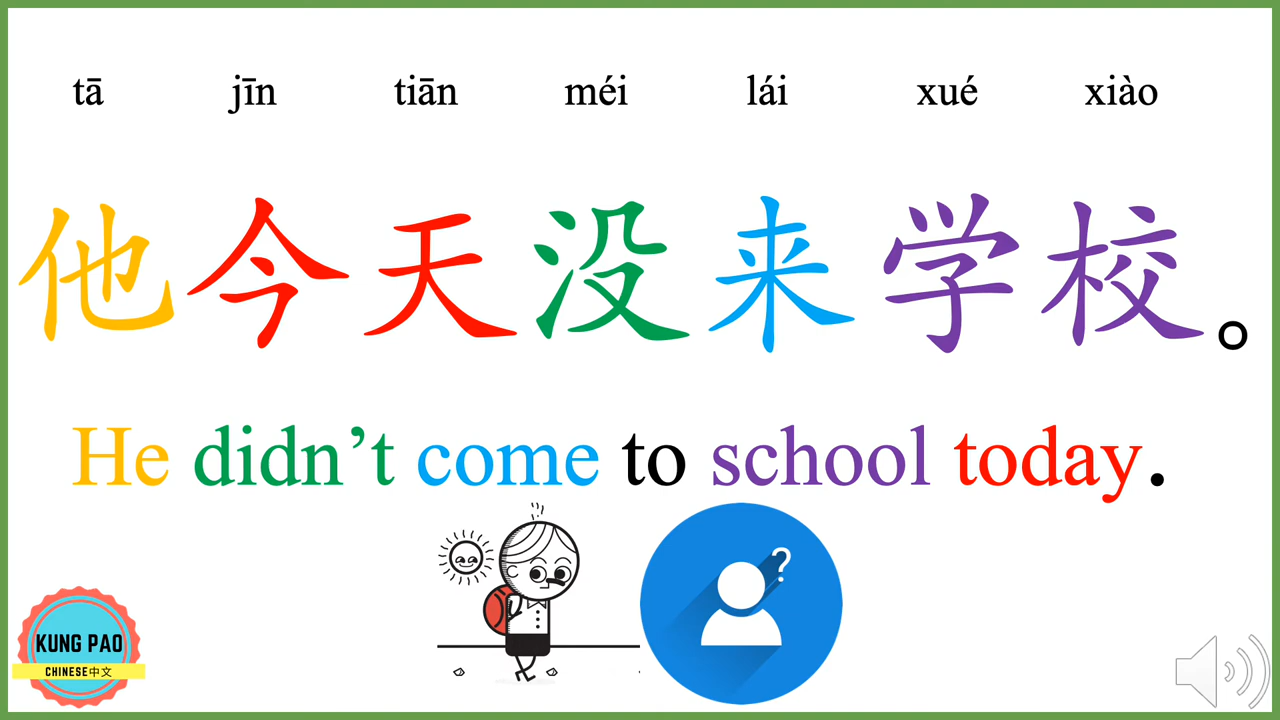 tā jīn tiān méi lái xué xiào
他今天没来学校。
He didn’t come to school today.
?
KUNG PAO
CHINESE中文